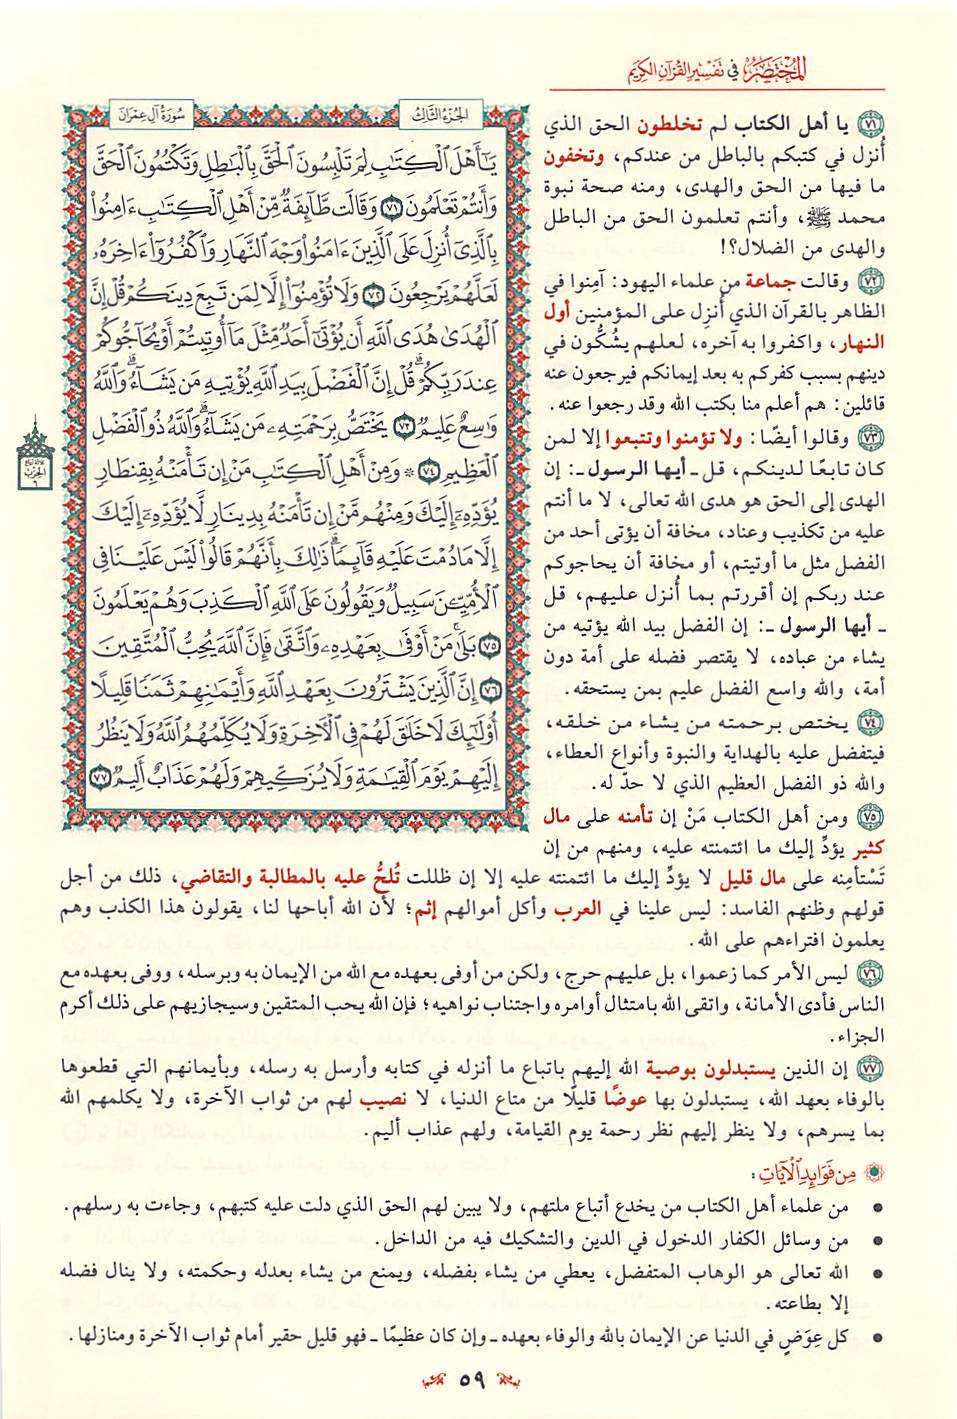 المختصر في تفسير القرآن الكريم
الجزء الثالث
سورة آل عمران
يَٰٓأَهْلَ ٱلْكِتَٰبِ لِمَ تَلْبِسُونَ ٱلْحَقَّ بِٱلْبَٰطِلِ وَتَكْتُمُونَ ٱلْحَقَّ
وَأَنتُمْ تَعْلَمُونَ ٧١ وَقَالَت طَّآئِفَةٌ مِّنْ أَهْلِ ٱلْكِتَٰبِ ءَامِنُوا۟
بِٱلَّذِىٓ أُنزِلَ عَلَى ٱلَّذِينَ ءَامَنُوا۟ وَجْهَ ٱلنَّهَارِ وَٱكْفُرُوٓا۟ ءَاخِرَهُۥ
لَعَلَّهُمْ يَرْجِعُونَ ٧٢ وَلَا تُؤْمِنُوٓا۟ إِلَّا لِمَن تَبِعَ دِينَكُمْ قُلْ إِنَّ
ٱلْهُدَىٰ هُدَى ٱللَّهِ أَن يُؤْتَىٰٓ أَحَدٌ مِّثْلَ مَآ أُوتِيتُمْ أَوْ يُحَآجُّوكُمْ
عِندَ رَبِّكُمْ ۗ قُلْ إِنَّ ٱلْفَضْلَ بِيَدِ ٱللَّهِ يُؤْتِيهِ مَن يَشَآءُ ۗ وَٱللَّهُ
وَٰسِعٌ عَلِيمٌ ٧٣ يَخْتَصُّ بِرَحْمَتِهِۦ مَن يَشَآءُ ۗ وَٱللَّهُ ذُو ٱلْفَضْلِ
ٱلْعَظِيمِ ٧٤ ۞ وَمِنْ أَهْلِ ٱلْكِتَٰبِ مَنْ إِن تَأْمَنْهُ بِقِنطَارٍ
يُؤَدِّهِۦٓ إِلَيْكَ وَمِنْهُم مَّنْ إِن تَأْمَنْهُ بِدِينَارٍ لَّا يُؤَدِّهِۦٓ إِلَيْكَ
إِلَّا مَا دُمْتَ عَلَيْهِ قَآئِمًا ۗ ذَٰلِكَ بِأَنَّهُمْ قَالُوا۟ لَيْسَ عَلَيْنَا فِى
ٱلْأُمِّيِّـۧنَ سَبِيلٌ وَيَقُولُونَ عَلَى ٱللَّهِ ٱلْكَذِبَ وَهُمْ يَعْلَمُونَ
٧٥ بَلَىٰ مَنْ أَوْفَىٰ بِعَهْدِهِۦ وَٱتَّقَىٰ فَإِنَّ ٱللَّهَ يُحِبُّ ٱلْمُتَّقِينَ
٧٦ إِنَّ ٱلَّذِينَ يَشْتَرُونَ بِعَهْدِ ٱللَّهِ وَأَيْمَٰنِهِمْ ثَمَنًا قَلِيلًا
أُو۟لَٰٓئِكَ لَا خَلَٰقَ لَهُمْ فِى ٱلْـَٔاخِرَةِ وَلَا يُكَلِّمُهُمُ ٱللَّهُ وَلَا يَنظُرُ
إِلَيْهِمْ يَوْمَ ٱلْقِيَٰمَةِ وَلَا يُزَكِّيهِمْ وَلَهُمْ عَذَابٌ أَلِيمٌ ٧٧
٧١ يا أهل الكتاب لم تخلطون الحق الذي
أُنزل في كتبكم بالباطل من عندكم، وتخفون
ما فيها من الحق والهدى، ومنه صحة نبوة
محمد ﷺ، وأنتم تعلمون الحق من الباطل
والهدى من الضلال؟!
٧٢ وقالت جماعة من علماء اليهود: آمِنوا في
الظاهر بالقرآن الذي أُنزِل على المؤمنين أول
النهار، واكفروا به آخره، لعلهم يشُكُّون في
دينهم بسبب كفركم به بعد إيمانكم فيرجعون عنه
قائلين: هم أعلم منا بكتب الله وقد رجعوا عنه.
٧٣ وقالوا أيضًا: ولا تؤمنوا وتتبعوا إلا لمن
كان تابعًا لدينكم، قل ـ أيها الرسول ـ: إن
الهدى إلى الحق هو هدى الله تعالى، لا ما أنتم
عليه من تكذيب وعناد، مخافة أن يؤتى أحد من
الفضل مثل ما أوتيتم، أو مخافة أن يحاجوكم
عند ربكم إن أقررتم بما أُنزل عليهم، قل
ـ أيها الرسول ـ: إن الفضل بيد الله يؤتيه من
يشاء من عباده، لا يقتصر فضله على أمة دون
أمة، والله واسع الفضل عليم بمن يستحقه.
٧٤ يختص برحمته من يشاء من خلقه،
فيتفضل عليه بالهداية والنبوة وأنواع العطاء،
والله ذو الفضل العظيم الذي لا حدّ له.
٧٥ ومن أهل الكتاب مَنْ إن تأمنه على مال
كثير يؤدِّ إليك ما ائتمنته عليه، ومنهم من إن
تَسْتأمِنه على مال قليل لا يؤدِّ إليك ما ائتمنته عليه إلا إن ظللت تُلحُّ عليه بالمطالبة والتقاضي، ذلك من أجل
قولهم وظنهم الفاسد: ليس علينا في العرب وأكل أموالهم إثم؛ لأن الله أباحها لنا، يقولون هذا الكذب وهم
يعلمون افتراءهم على الله.
٧٦ ليس الأمر كما زعموا، بل عليهم حرج، ولكن من أوفى بعهده مع الله من الإيمان به وبرسله، ووفى بعهده مع
الناس فأدى الأمانة، واتقى الله بامتثال أوامره واجتناب نواهيه؛ فإن الله يحب المتقين وسيجازيهم على ذلك أكرم
الجزاء.
٧٧ إن الذين يستبدلون بوصية الله إليهم باتباع ما أنزله في كتابه وأرسل به رسله، وبأيمانهم التي قطعوها
بالوفاء بعهد الله، يستبدلون بها عوضًا قليلًا من متاع الدنيا، لا نصيب لهم من ثواب الآخرة، ولا يكلمهم الله
بما يسرهم، ولا ينظر إليهم نظر رحمة يوم القيامة، ولهم عذاب أليم.
من فوائد الآيات:
• من علماء أهل الكتاب من يخدع أتباع ملتهم، ولا يبين لهم الحق الذي دلت عليه كتبهم، وجاءت به رسلهم.
• من وسائل الكفار الدخول في الدين والتشكيك فيه من الداخل.
• الله تعالى هو الوهاب المتفضل، يعطي من يشاء بفضله، ويمنع من يشاء بعدله وحكمته، ولا ينال فضله
إلا بطاعته.
• كل عِوَضٍ في الدنيا عن الإيمان بالله والوفاء بعهده ـ وإن كان عظيمًا ـ فهو قليل حقير أمام ثواب الآخرة ومنازلها.
٥٩